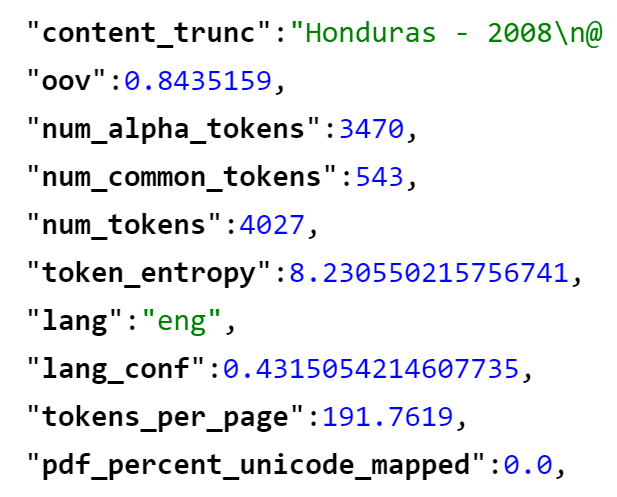 "content_trunc":"Honduras - 2008\n@
"oov":0.8435159,
"num_alpha_tokens":3470,
"num_common_tokens":543,
"num_tokens":4027,
"token_entropy":8.230550215756741,
"lang":"eng",
"lang_conf":0.4315054214607735,
"tokens_per_page":191.7619,
"pdf_percent_unicode_mapped":0.0,